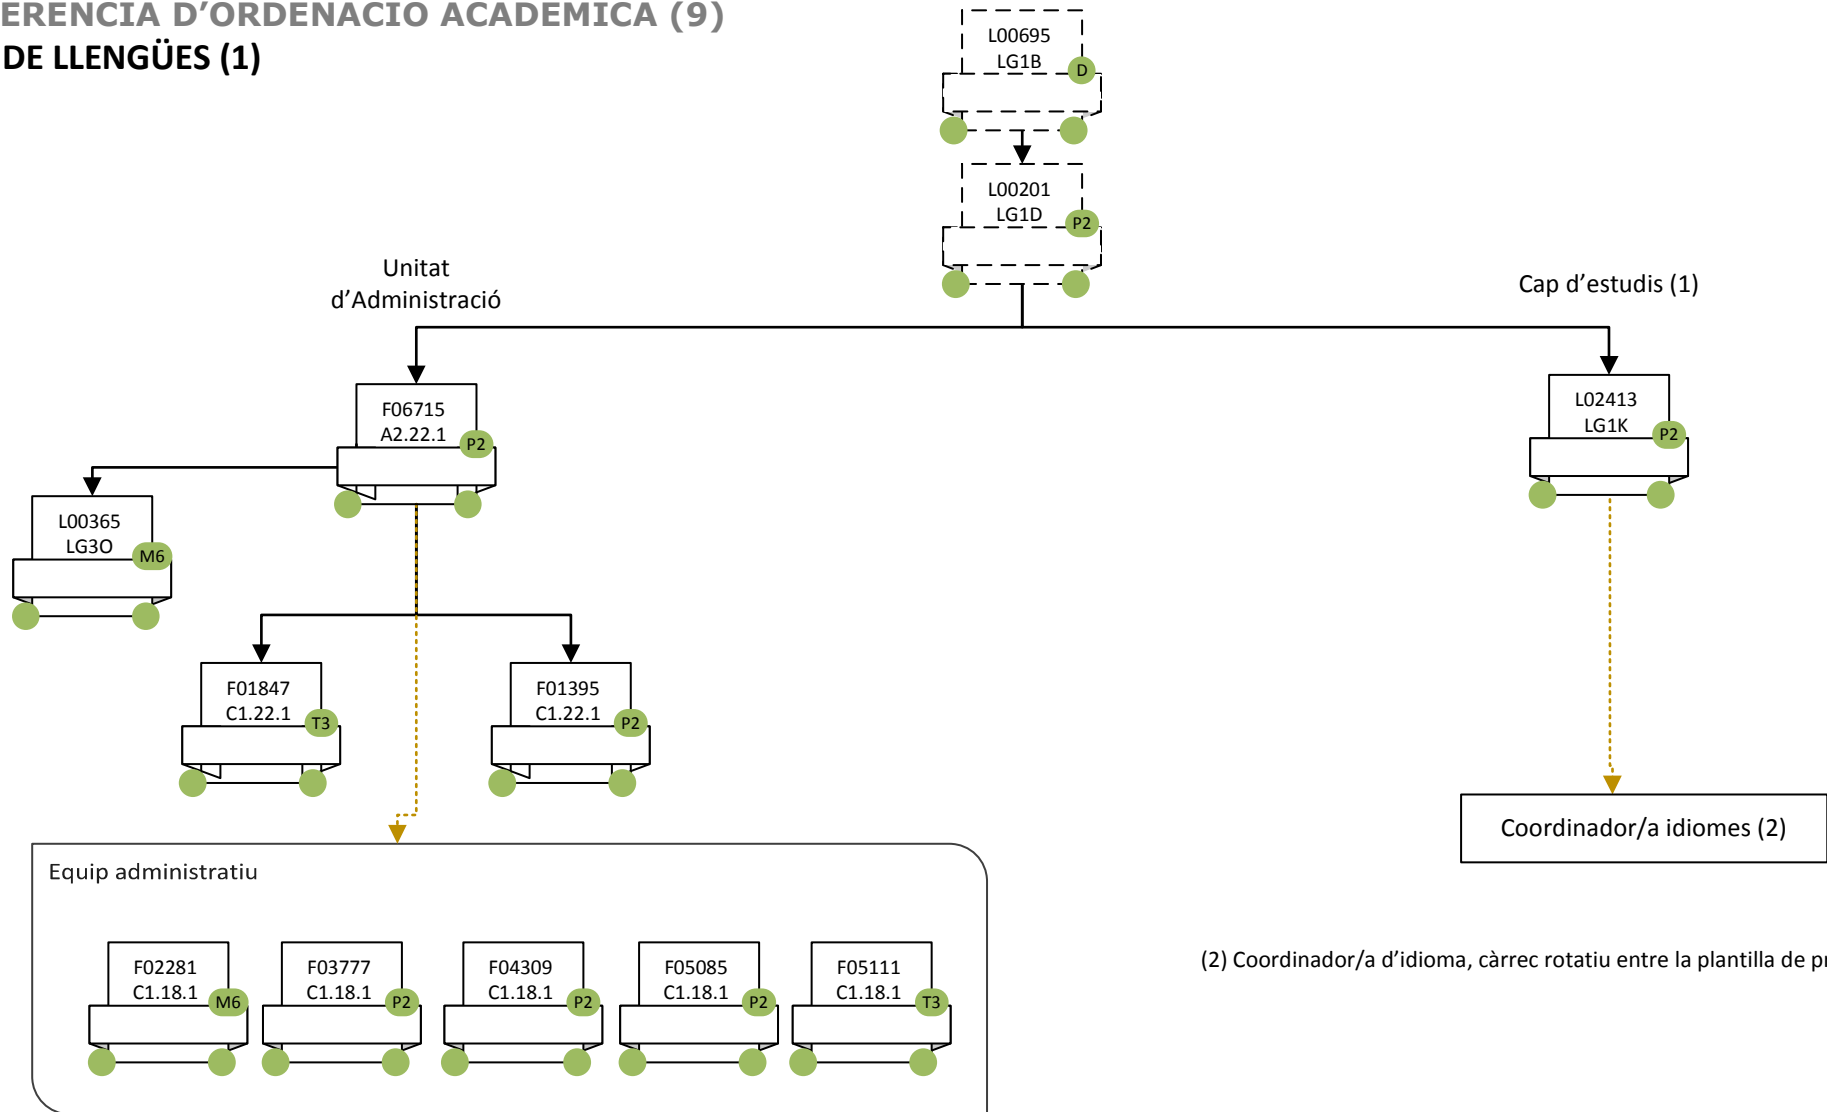 ERENCIA D'ORDENACIO ACADEMICA (9)
DE LLENGÜES (1)
L00695
LG1B
D
L00201
LG1D
P2
Unitat
d'Administració
Cap d'estudis (1)
F06715
A2.22.1
P2
L02413
LG1K
P2
L00365
LG3O
M6
F01847
C1.22.1
T3
F01395
C1.22.1
P2
Coordinador/a idiomes (2)
Equip administratiu
F02281
C1.18.1
M6
F03777
C1.18.1
P2
F04309
C1.18.1
P2
F05085
C1.18.1
P2
F05111
C1.18.1
T3
(2) Coordinador/a d'idioma, càrrec rotatiu entre la plantilla de